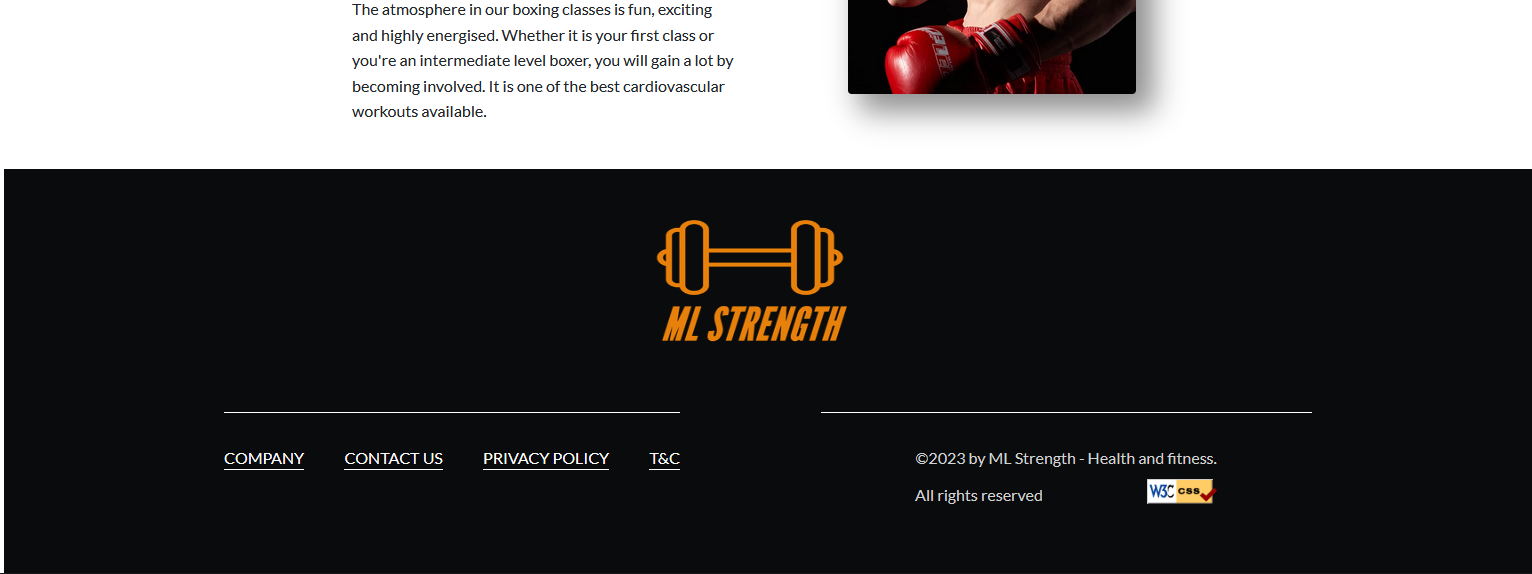 The atmosphere in our boxing classes is fun, exciting
and highly energised. Whether it is your first class or
you're an intermediate level boxer, you will gain a lot by
becoming involved. It is one of the best cardiovascular
workouts available.
ML STRENGTH
COMPANY CONTACT US PRIVACY POLICY T&C
©2023 by ML Strength - Health and fitness.
All rights reserved
W3C css